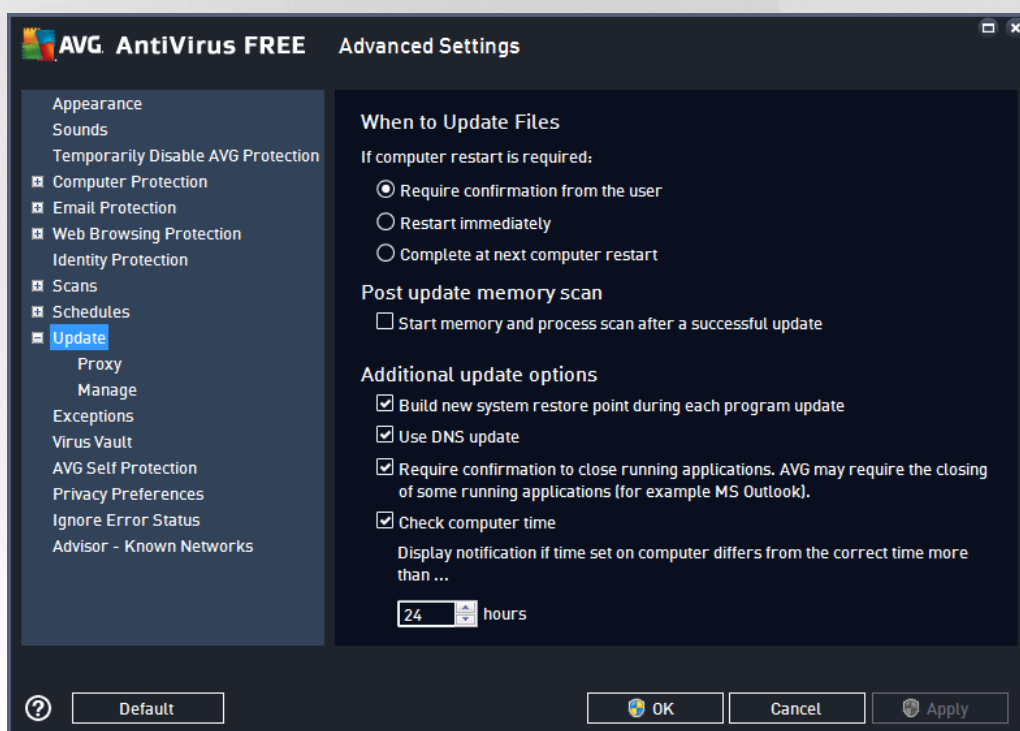 AVG. AntiVirus FREE Advanced Settings
Appearance
Sounds
Temporarily Disable AVG Protection
Computer Protection
Email Protection
Web Browsing Protection
Identity Protection
Scans
Schedules
Update
Proxy
Manage
Exceptions
Virus Vault
AVG Self Protection
Privacy Preferences
Ignore Error Status
Advisor - Known Networks
When to Update Files
If computer restart is required:
Require confirmation from the user
Restart immediately
Complete at next computer restart
Post update memory scan
Start memory and process scan after a successful update
Additional update options
Build new system restore point during each program update
Use DNS update
Require confirmation to close running applications. AVG may require the closing
of some running applications (for example MS Outlook).
Check computer time
Display notification if time set on computer differs from the correct time more
than ...
24 hours
? Default OK Cancel Apply